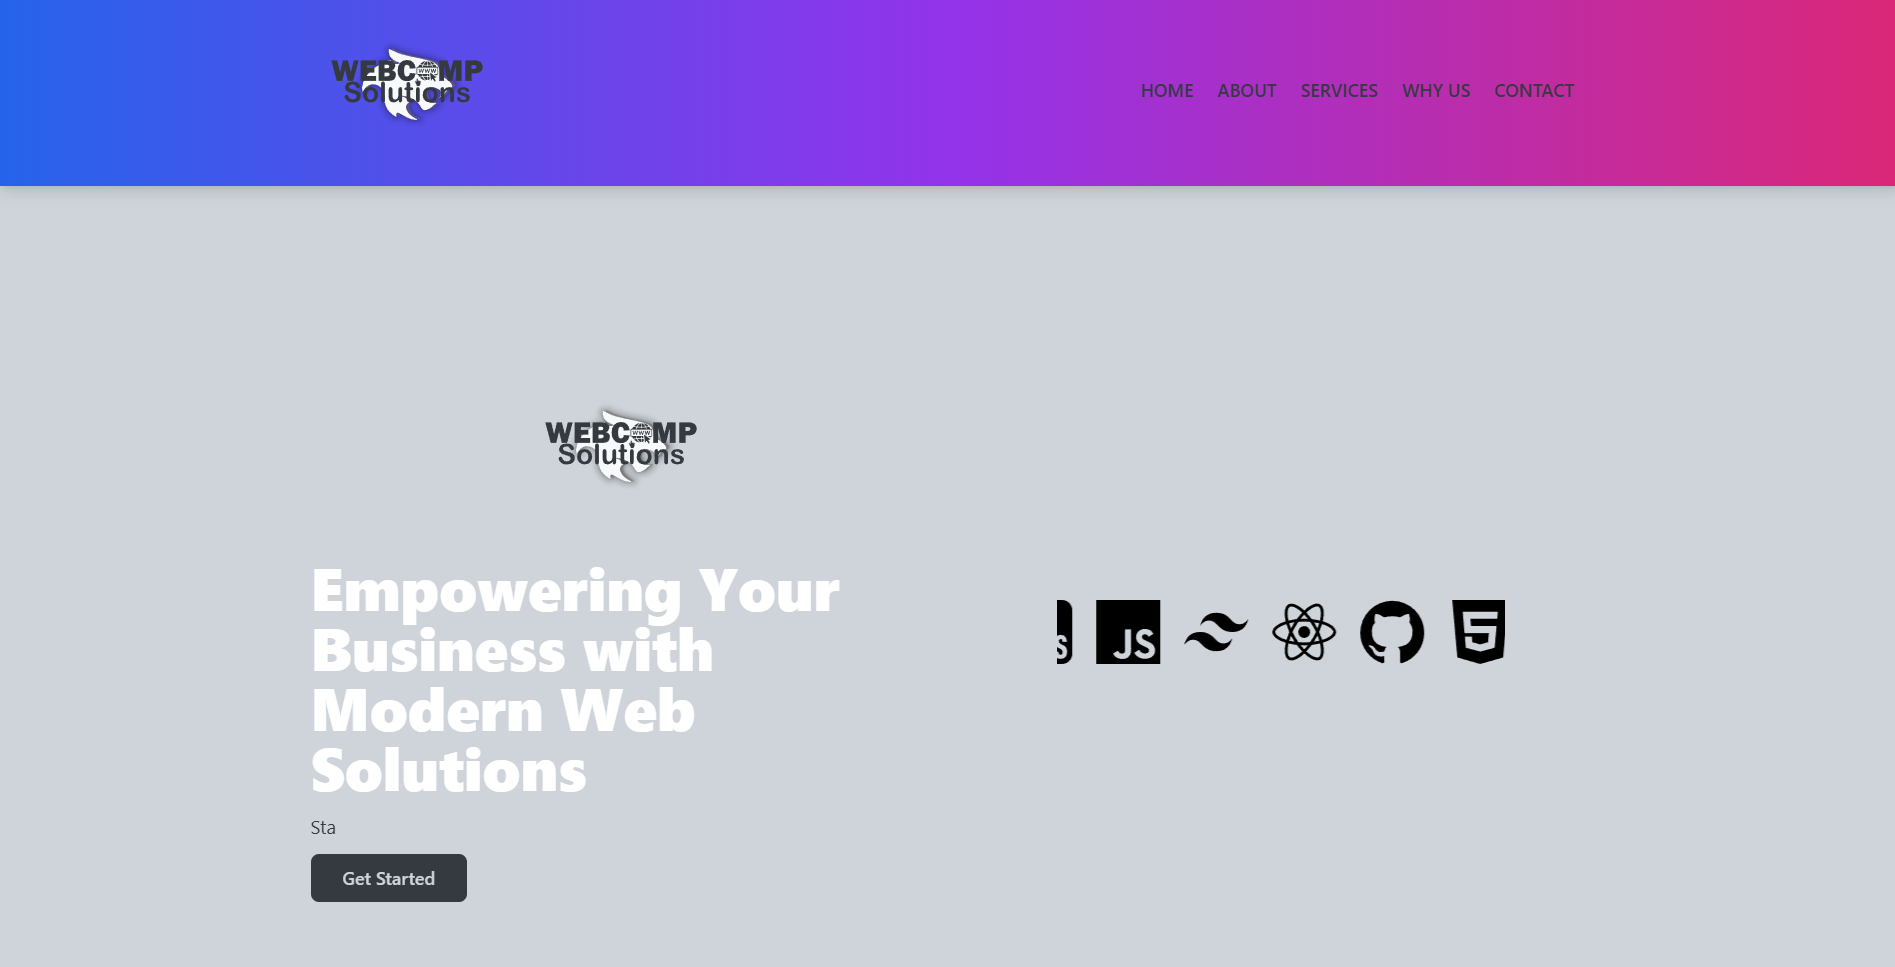 WEBCOMP
Solutions
HOME ABOUT SERVICES WHY US CONTACT
WEBCOMP
Solutions
Empowering Your
Business with
Modern Web
Solutions
Sta
Get Started
S JS 5